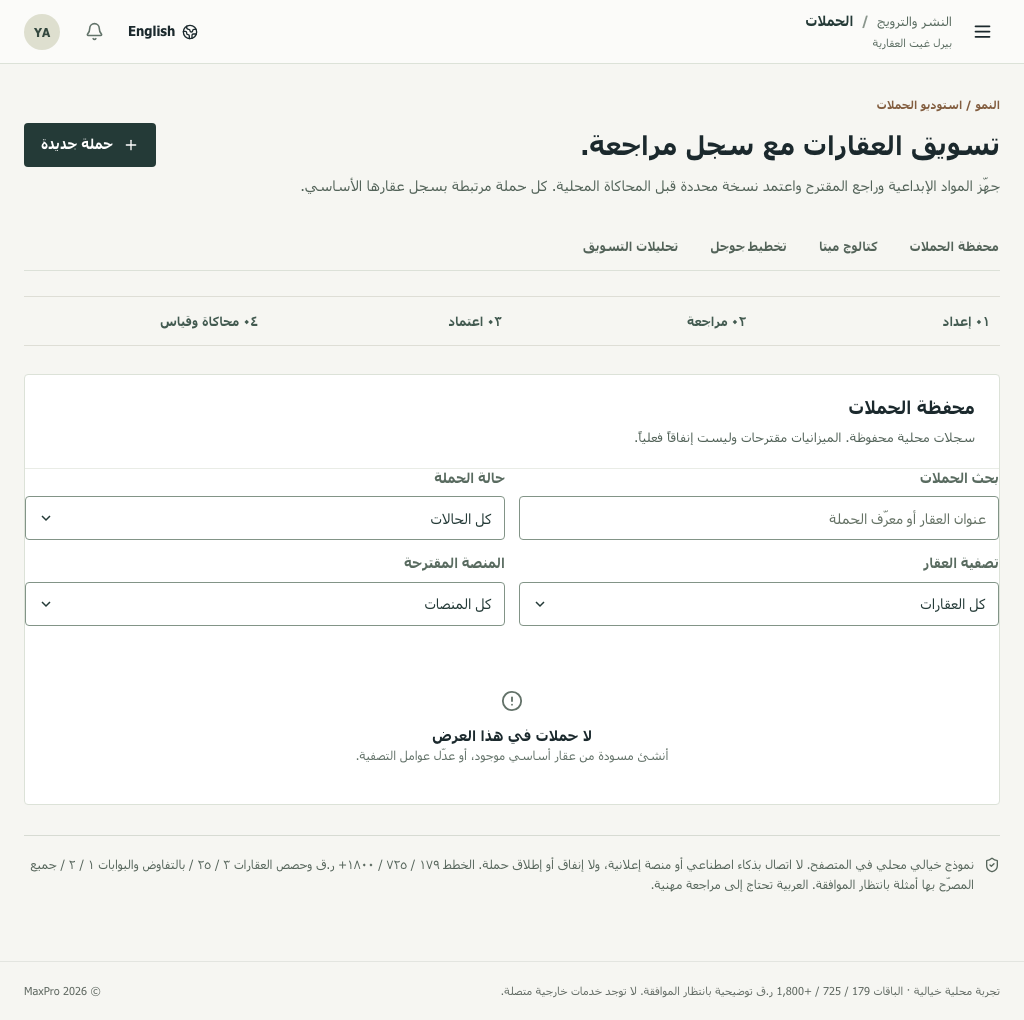 النشر والترويج / الحملات
بيرل غيت العقارية
English
YA
النمو / استوديو الحملات
تسويق العقارات مع سجل مراجعة.
حملة جديدة
جهّز المواد الإبداعية وراجع المقترح واعتمد نسخة محددة قبل المحاكاة المحلية. كل حملة مرتبطة بسجل عقارها الأساسي.
محفظة الحملات
كتالوج ميتا
تخطيط جوجل
تحليلات التسويق
٠١ إعداد
٠٢ مراجعة
٠٣ اعتماد
٠٤ محاكاة وقياس
محفظة الحملات
سجلات محلية محفوظة. الميزانيات مقترحات وليست إنفاقاً فعلياً.
بحث الحملات
حالة الحملة
عنوان العقار أو معرّف الحملة
كل الحالات
تصفية العقار
المنصة المقترحة
كل العقارات
كل المنصات
لا حملات في هذا العرض
أنشئ مسودة من عقار أساسي موجود، أو عدّل عوامل التصفية.
نموذج خيالي محلي في المتصفح. لا اتصال بذكاء اصطناعي أو منصة إعلانية، ولا إنفاق أو إطلاق حملة. الخطط ١٧٩ / ٧٢٥ / ١٨٠٠+ ر.ق وحصص العقارات ٣ / ٢٥ / بالتفاوض والبوابات ١ / ٢ / جميع
المصرّح بها أمثلة بانتظار الموافقة. العربية تحتاج إلى مراجعة مهنية.
تجربة محلية خيالية · الباقات 179 / 725 / +1,800 ر.ق توضيحية بانتظار الموافقة. لا توجد خدمات خارجية متصلة.
© 2026 MaxPro